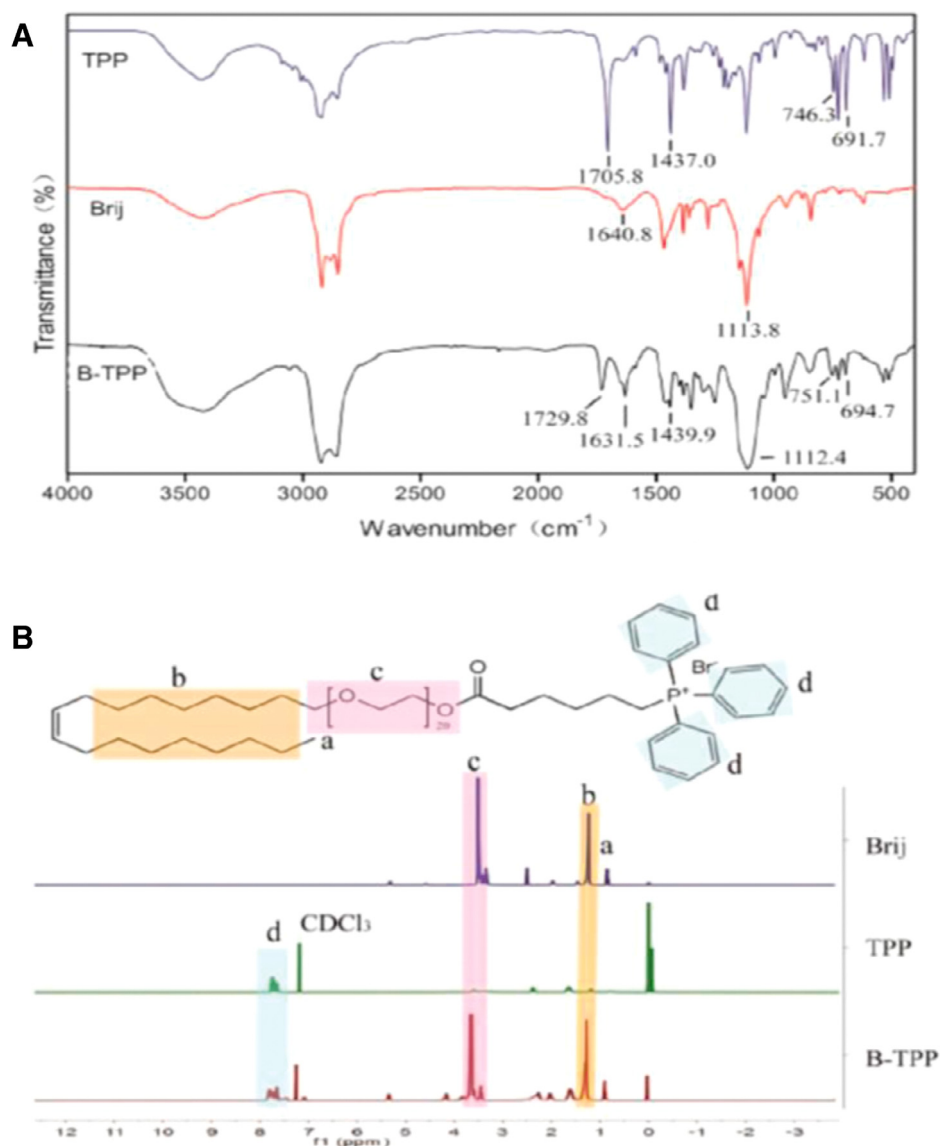 A
TPP
746.3
691.7
1437.0
1705.8
Brij
1640.8
1113.8
B-TPP
1729.8
1631.5
1439.9
751.1
694.7
1112.4
Transmittance (%)
4000 3500 3000 2500 2000 1500 1000 500
Wavenumber (cm⁻¹)
B
d
b
c
O
Br⁻
O
O
20
P⁺
d
a
d
c
b
a
Brij
d
CDCl₃
TPP
B-TPP
12 11 10 9 8 7 6 5 4 3 2 1 0 -1 -2 -3
f1 (ppm)